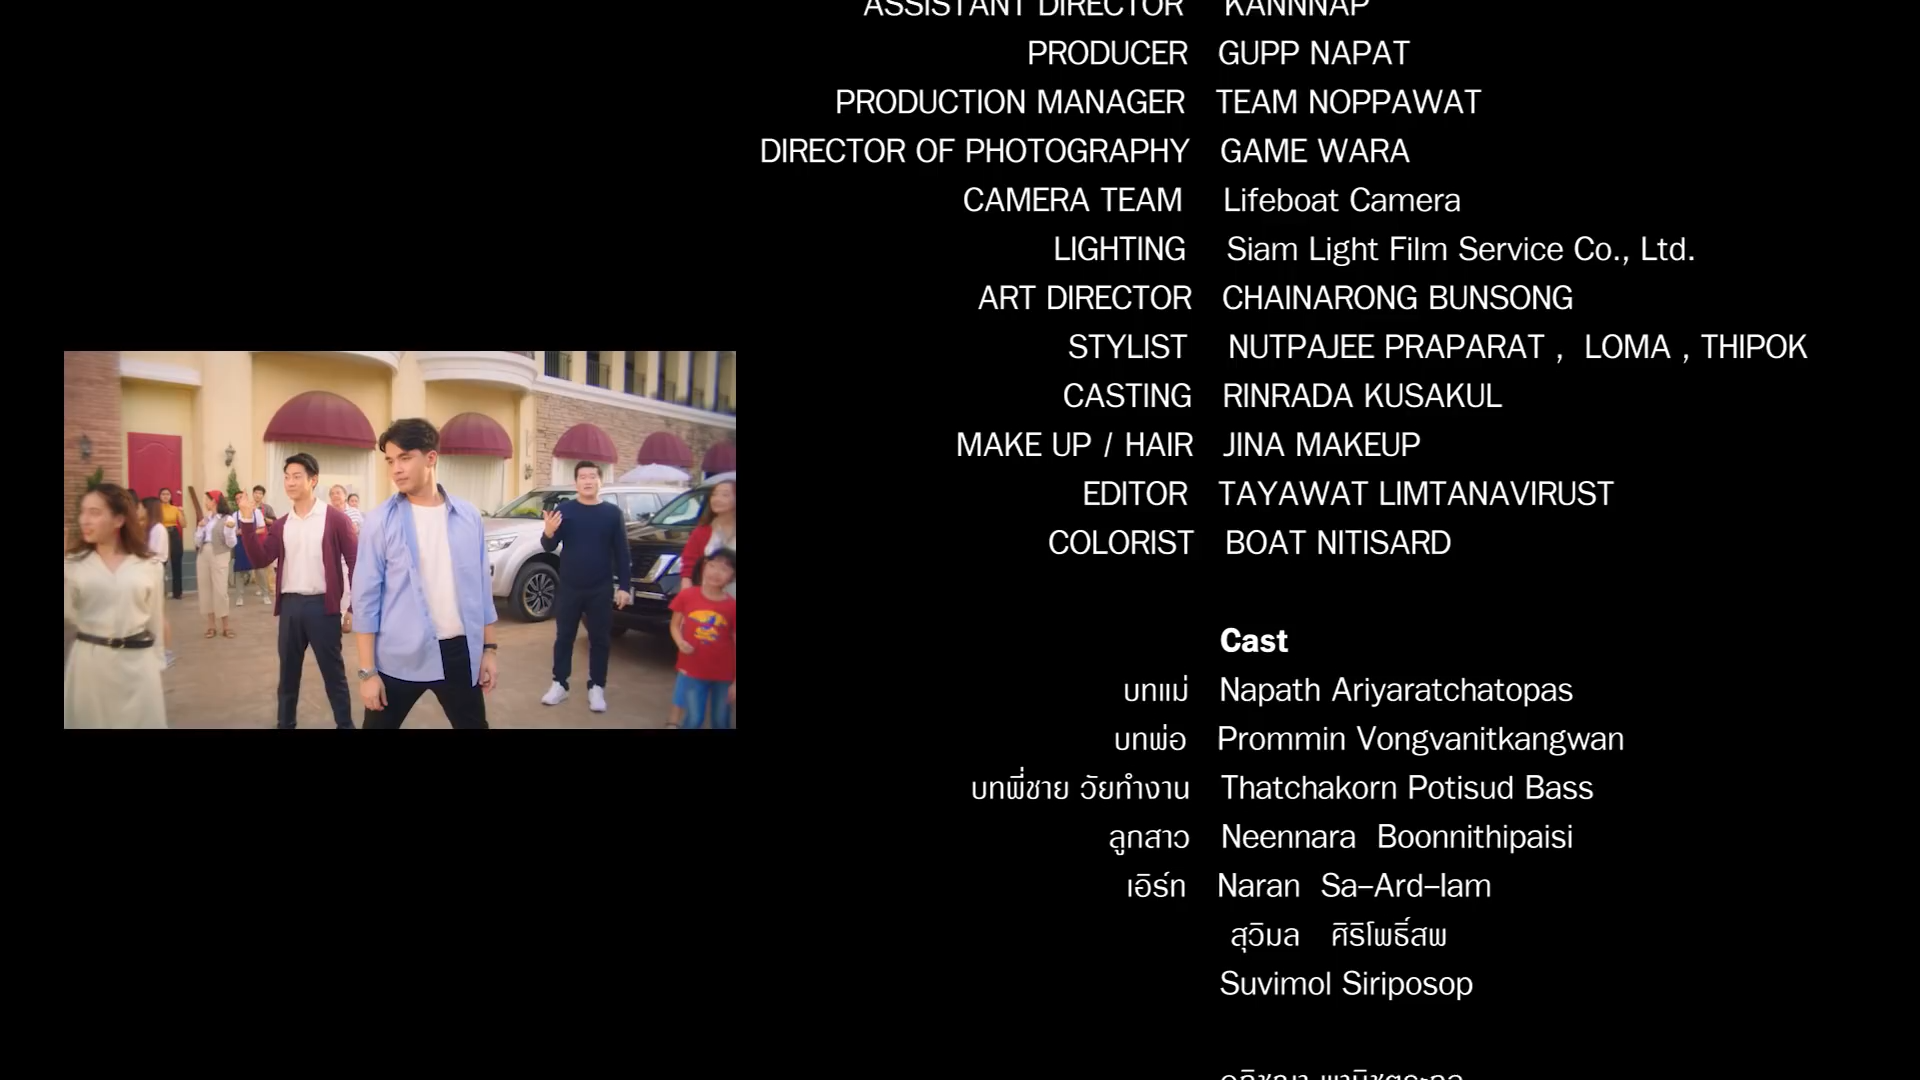 ASSISTANT DIRECTOR KANNNAP
PRODUCER GUPP NAPAT
PRODUCTION MANAGER TEAM NOPPAWAT
DIRECTOR OF PHOTOGRAPHY GAME WARA
CAMERA TEAM Lifeboat Camera
LIGHTING Siam Light Film Service Co., Ltd.
ART DIRECTOR CHAINARONG BUNSONG
STYLIST NUTPAJEE PRAPARAT , LOMA , THIPOK
CASTING RINRADA KUSAKUL
MAKE UP / HAIR JINA MAKEUP
EDITOR TAYAWAT LIMTANAVIRUST
COLORIST BOAT NITISARD
Cast
บทแม่ Napath Ariyaratchatopas
บทพ่อ Prommin Vongvanitkangwan
บทพี่ชาย วัยทำงาน Thatchakorn Potisud Bass
ลูกสาว Neennara Boonnithipaisi
เอิร์ท Naran Sa–Ard–Iam
สุวิมล ศิริโพธิ์สพ
Suvimol Siriposop